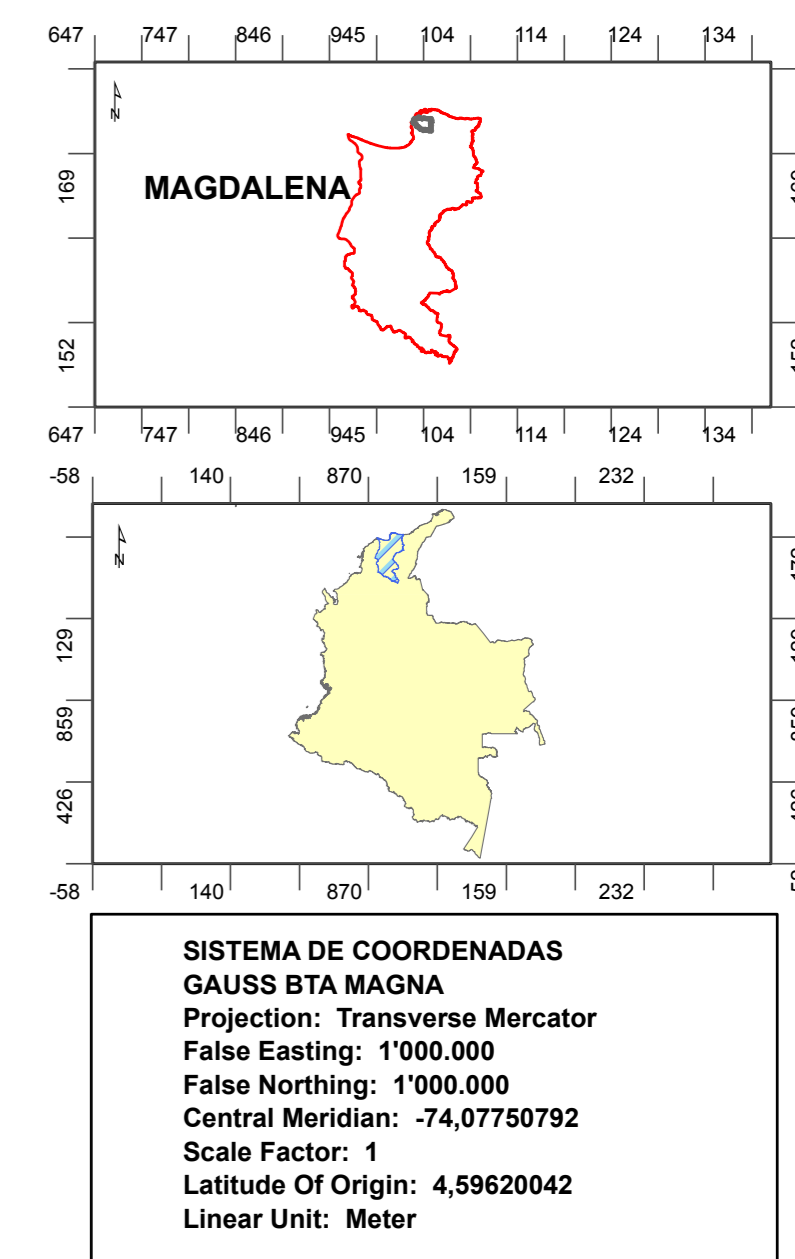 647 747 846 945 104 114 124 134
N
MAGDALENA
169
152
647 747 846 945 104 114 124 134
-58 140 870 159 232
N
129
859
426
-58 140 870 159 232
SISTEMA DE COORDENADAS
GAUSS BTA MAGNA
Projection: Transverse Mercator
False Easting: 1'000.000
False Northing: 1'000.000
Central Meridian: -74,07750792
Scale Factor: 1
Latitude Of Origin: 4,59620042
Linear Unit: Meter